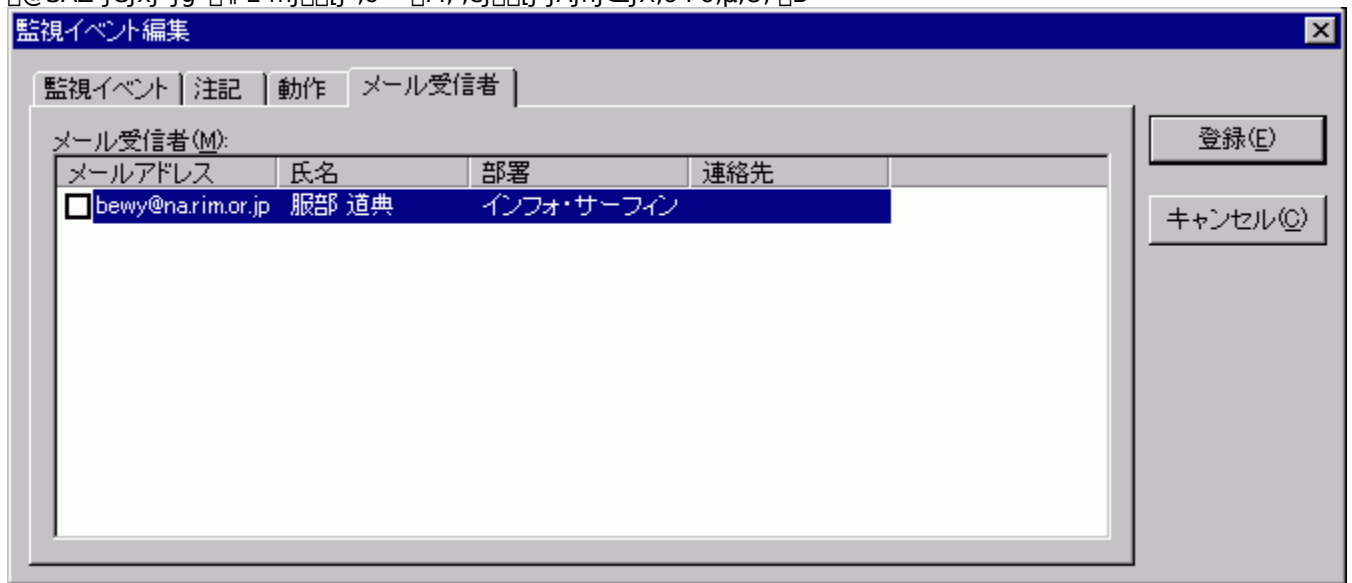 監視イベント編集
監視イベント 注記 動作 メール受信者
メール受信者(M):
メールアドレス 氏名 部署 連絡先
bewy@na.rim.or.jp 服部 道典 インフォ・サーフィン
登録(E)
キャンセル(C)